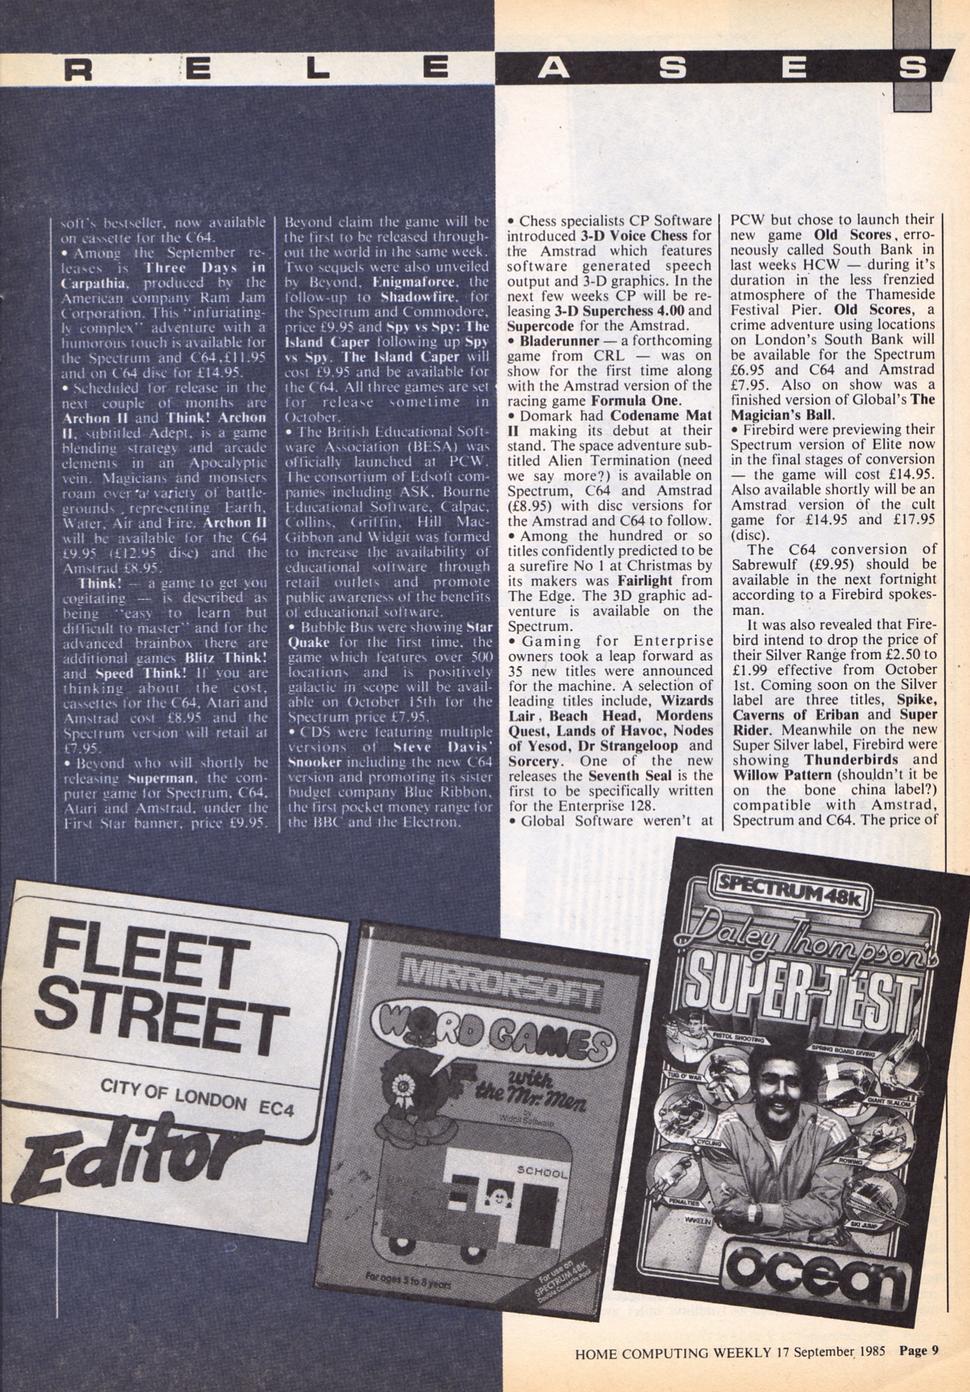 RELEASES
soft's bestseller, now available
on cassette for the C64.
• Among the September re-
leases is Three Days in
Carpathia, produced by the
American company Ram Jam
Corporation. This "infuriating-
ly complex" adventure with a
humorous touch is available for
the Spectrum and C64,£11.95
and on C64 disc for £14.95.
• Scheduled for release in the
next couple of months are
Archon II and Think! Archon
II, subtitled Adept, is a game
blending strategy and arcade
elements in an Apocalyptic
vein. Magicians and monsters
roam over a variety of battle-
grounds, representing Earth,
Water, Air and Fire. Archon II
will be available for the C64
£9.95 (£12.95 disc) and the
Amstrad £8.95.
Think! — a game to get you
cogitating — is described as
being "easy to learn but
difficult to master" and for the
advanced brainbox there are
additional games Blitz Think!
and Speed Think! If you are
thinking about the cost,
cassettes for the C64, Atari and
Amstrad cost £8.95 and the
Spectrum version will retail at
£7.95.
• Beyond who will shortly be
releasing Superman, the com-
puter game for Spectrum, C64,
Atari and Amstrad, under the
First Star banner, price £9.95.
Beyond claim the game will be
the first to be released through-
out the world in the same week.
Two sequels were also unveiled
by Beyond, Enigmaforce, the
follow-up to Shadowfire, for
the Spectrum and Commodore,
price £9.95 and Spy vs Spy: The
Island Caper following up Spy
vs Spy. The Island Caper will
cost £9.95 and be available for
the C64. All three games are set
for release sometime in
October.
• The British Educational Soft-
ware Association (BESA) was
officially launched at PCW.
The consortium of Edsoft com-
panies including ASK, Bourne
Educational Software, Calpac,
Collins, Griffin, Hill Mac-
Gibbon and Widgit was formed
to increase the availability of
educational software through
retail outlets and promote
public awareness of the benefits
of educational software.
• Bubble Bus were showing Star
Quake for the first time, the
game which features over 500
locations and is positively
galactic in scope will be avail-
able on October 15th for the
Spectrum price £7.95.
• CDS were featuring multiple
versions of Steve Davis'
Snooker including the new C64
version and promoting its sister
budget company Blue Ribbon,
the first pocket money range for
the BBC and the Electron.
• Chess specialists CP Software
introduced 3-D Voice Chess for
the Amstrad which features
software generated speech
output and 3-D graphics. In the
next few weeks CP will be re-
leasing 3-D Superchess 4.00 and
Supercode for the Amstrad.
• Bladerunner — a forthcoming
game from CRL — was on
show for the first time along
with the Amstrad version of the
racing game Formula One.
• Domark had Codename Mat
II making its debut at their
stand. The space adventure sub-
titled Alien Termination (need
we say more?) is available on
Spectrum, C64 and Amstrad
(£8.95) with disc versions for
the Amstrad and C64 to follow.
• Among the hundred or so
titles confidently predicted to be
a surefire No 1 at Christmas by
its makers was Fairlight from
The Edge. The 3D graphic ad-
venture is available on the
Spectrum.
• Gaming for Enterprise
owners took a leap forward as
35 new titles were announced
for the machine. A selection of
leading titles include, Wizards
Lair, Beach Head, Mordens
Quest, Lands of Havoc, Nodes
of Yesod, Dr Strangeloop and
Sorcery. One of the new
releases the Seventh Seal is the
first to be specifically written
for the Enterprise 128.
• Global Software weren't at
PCW but chose to launch their
new game Old Scores, erro-
neously called South Bank in
last weeks HCW — during it's
duration in the less frenzied
atmosphere of the Thameside
Festival Pier. Old Scores, a
crime adventure using locations
on London's South Bank will
be available for the Spectrum
£6.95 and C64 and Amstrad
£7.95. Also on show was a
finished version of Global's The
Magician's Ball.
• Firebird were previewing their
Spectrum version of Elite now
in the final stages of conversion
— the game will cost £14.95.
Also available shortly will be an
Amstrad version of the cult
game for £14.95 and £17.95
(disc).
The C64 conversion of
Sabrewulf (£9.95) should be
available in the next fortnight
according to a Firebird spokes-
man.
It was also revealed that Fire-
bird intend to drop the price of
their Silver Range from £2.50 to
£1.99 effective from October
1st. Coming soon on the Silver
label are three titles, Spike,
Caverns of Eriban and Super
Rider. Meanwhile on the new
Super Silver label, Firebird were
showing Thunderbirds and
Willow Pattern (shouldn't it be
on the bone china label?)
compatible with Amstrad,
Spectrum and C64. The price of
FLEET
STREET
CITY OF LONDON EC4
Editor
MIRRORSOFT
WORD GAMES
with
the Mr. Men
by
Widgit Software
SCHOOL
For ages 5 to 8 years
For use on
SPECTRUM 48K
Double Cassette Pack
SPECTRUM 48K
Daley Thompson's
SUPER-TEST
PISTOL SHOOTING
SPRING BOARD DIVING
TUG O' WAR
GIANT SLALOM
CYCLING
ROWING
PENALTIES
SKI JUMP
WAKELIN
ocean
HOME COMPUTING WEEKLY 17 September 1985 Page 9